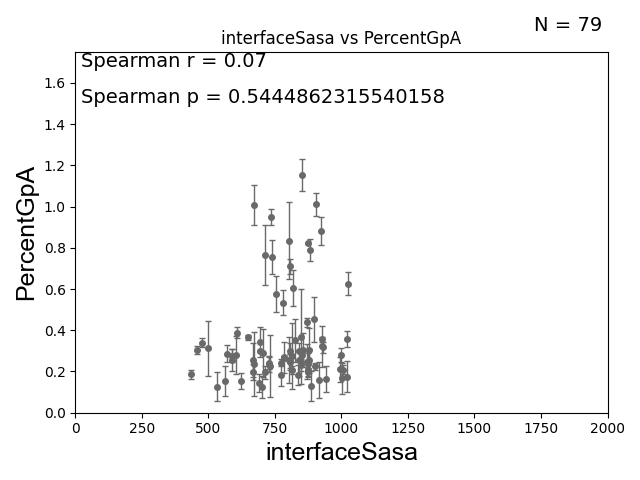 N = 79
interfaceSasa vs PercentGpA
Spearman r = 0.07
Spearman p = 0.5444862315540158
PercentGpA
1.6
1.4
1.2
1.0
0.8
0.6
0.4
0.2
0.0
0 250 500 750 1000 1250 1500 1750 2000
interfaceSasa